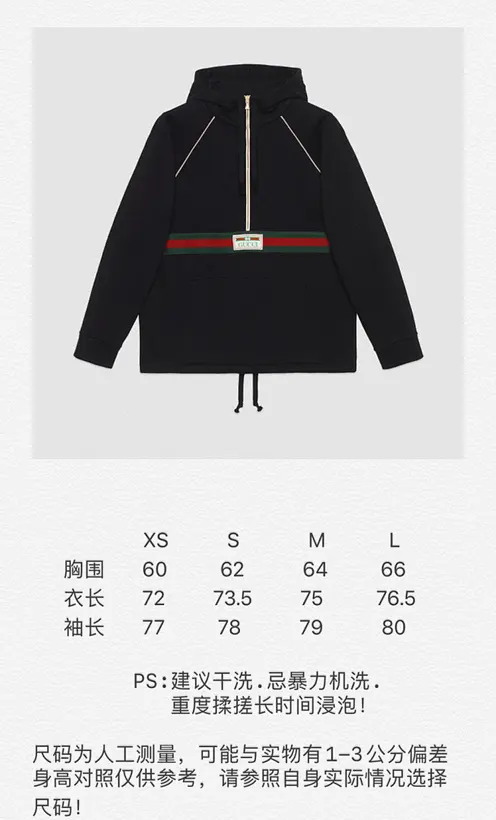 GUCCI
XS S M L
胸围 60 62 64 66
衣长 72 73.5 75 76.5
袖长 77 78 79 80
PS:建议干洗.忌暴力机洗.
重度揉搓长时间浸泡!
尺码为人工测量，可能与实物有1–3公分偏差
身高对照仅供参考，请参照自身实际情况选择
尺码!